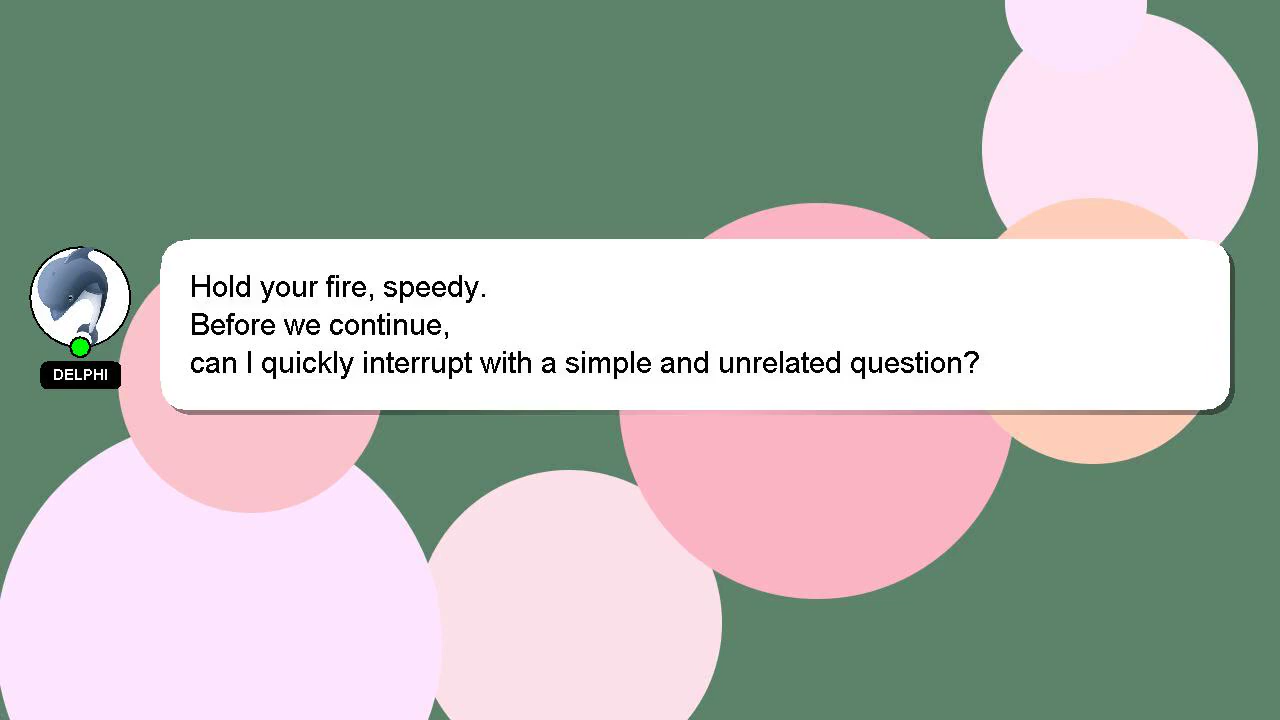 Hold your fire, speedy.
Before we continue,
can I quickly interrupt with a simple and unrelated question?
DELPHI